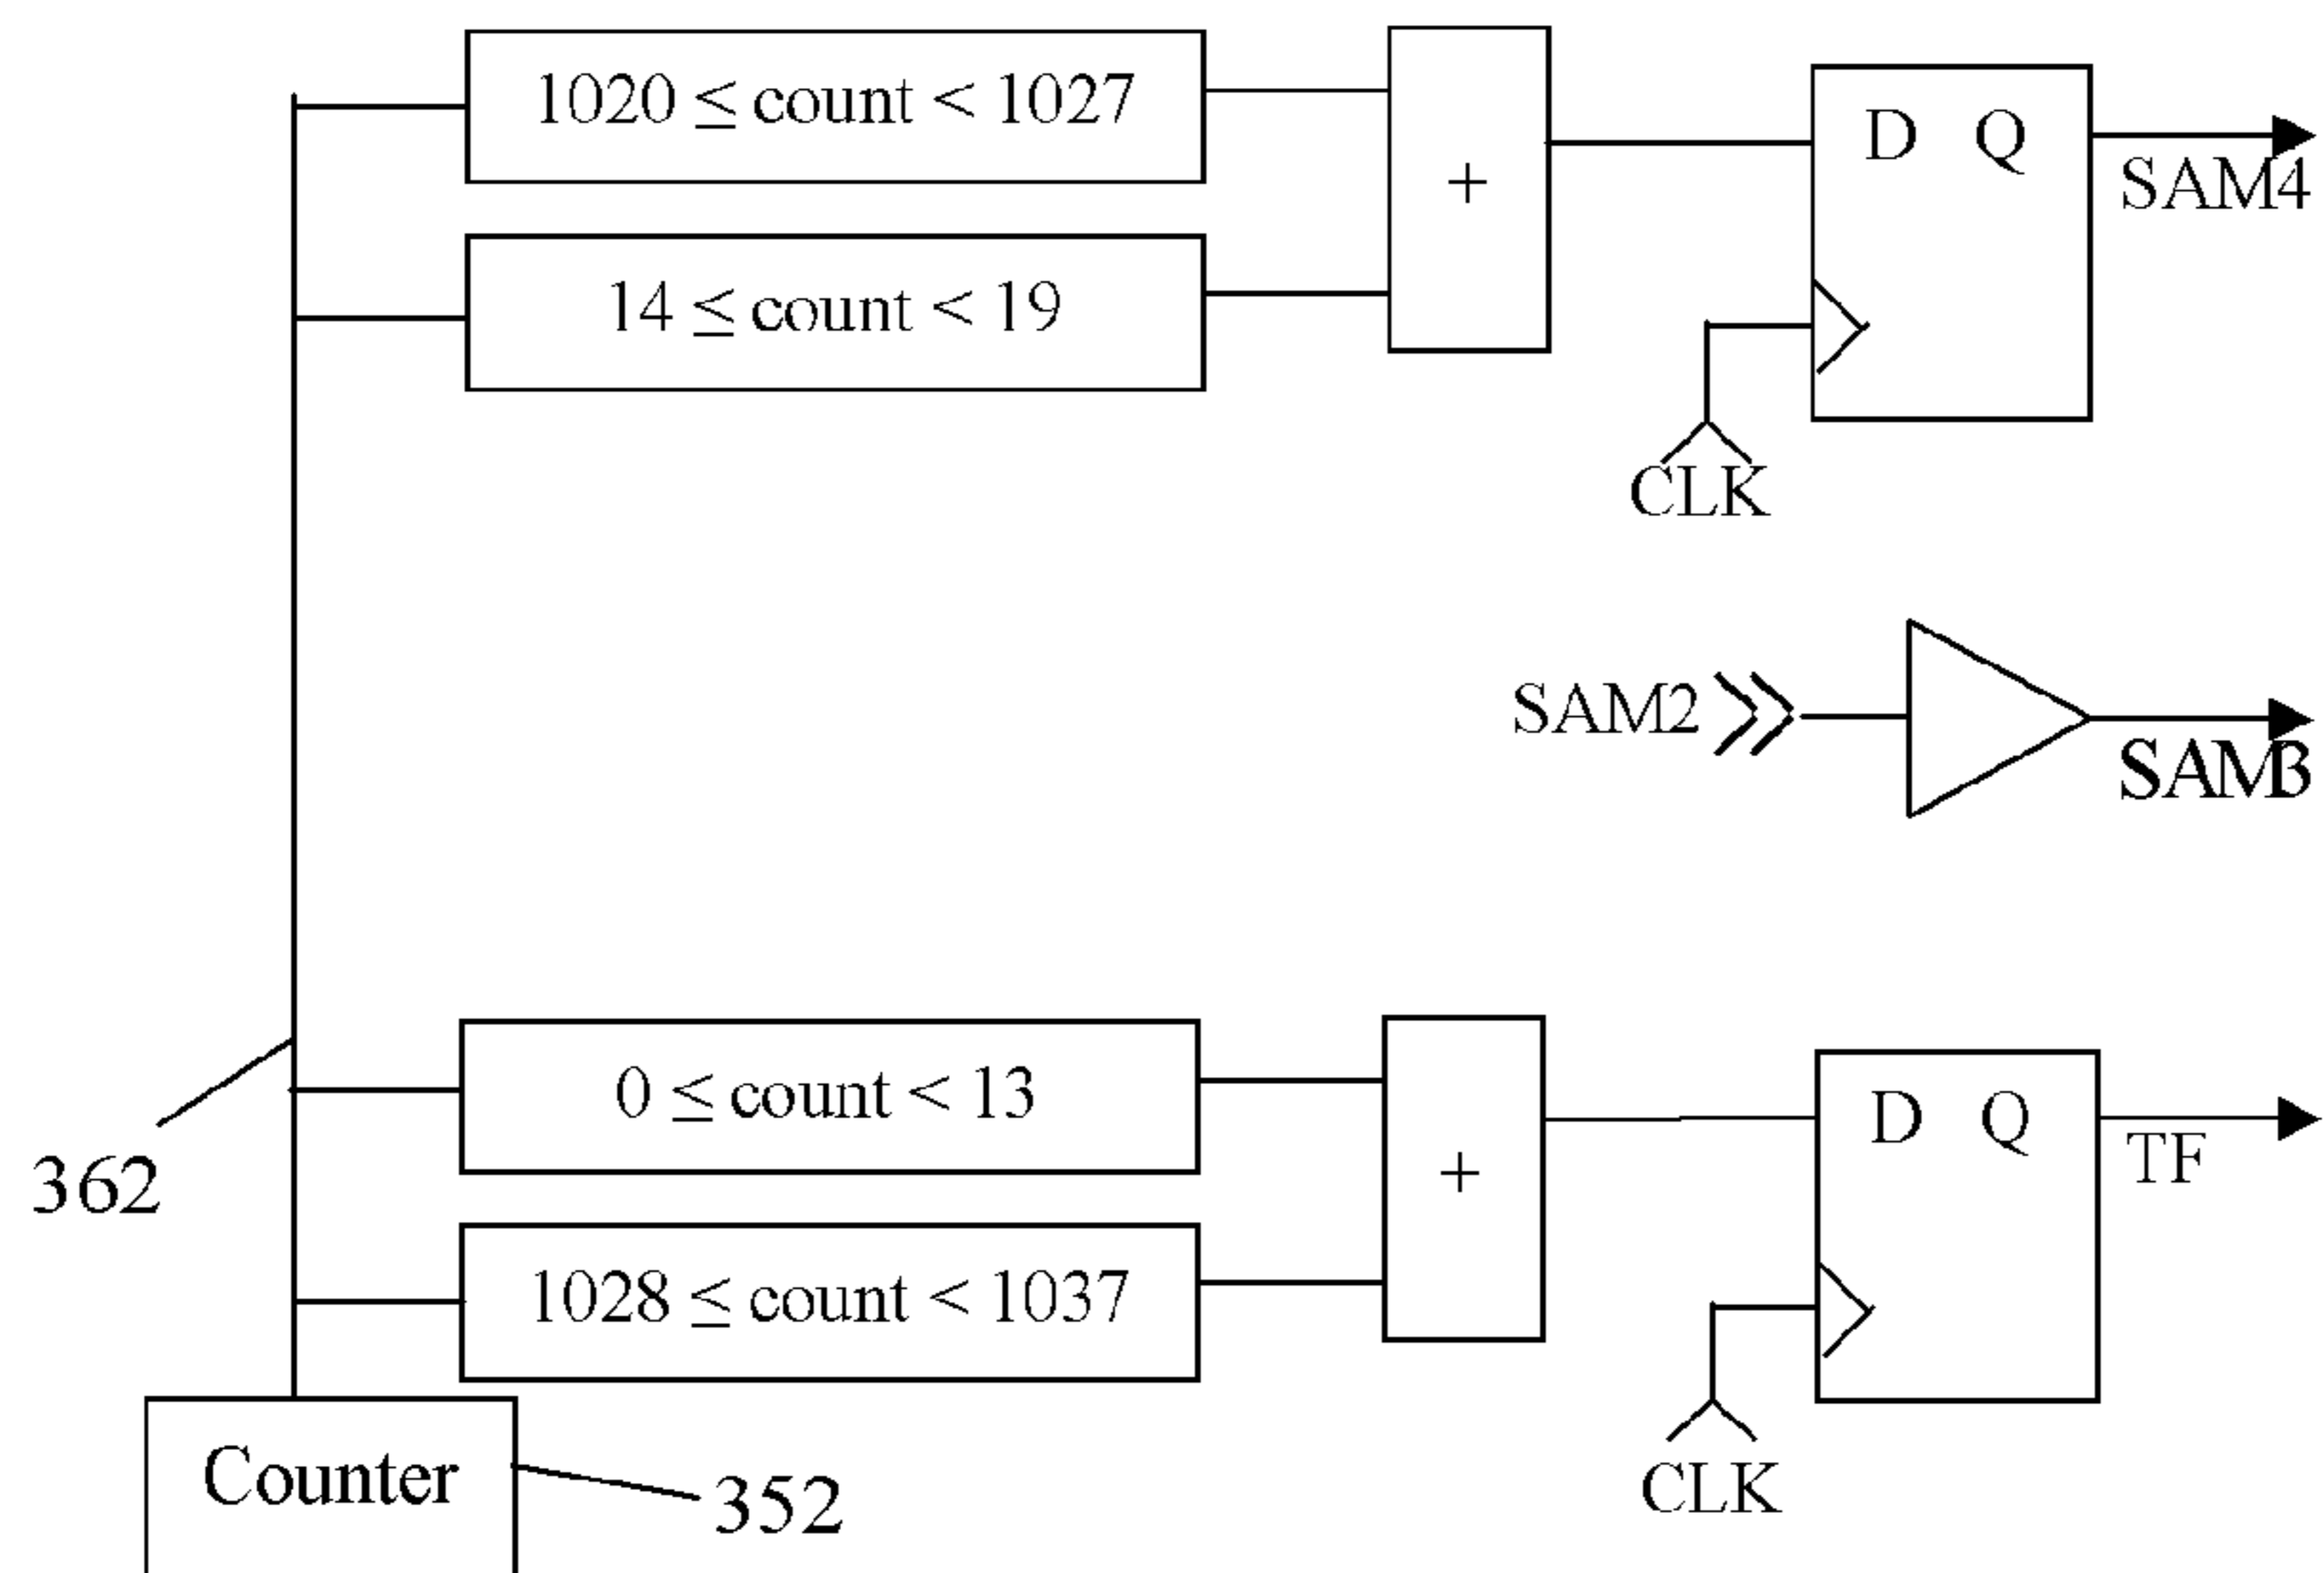 1020 ≤ count < 1027
+
D Q
SAM4
14 ≤ count < 19
CLK
SAM2
SAM3
0 ≤ count < 13
+
D Q
TF
362
1028 ≤ count < 1037
Counter
352
CLK